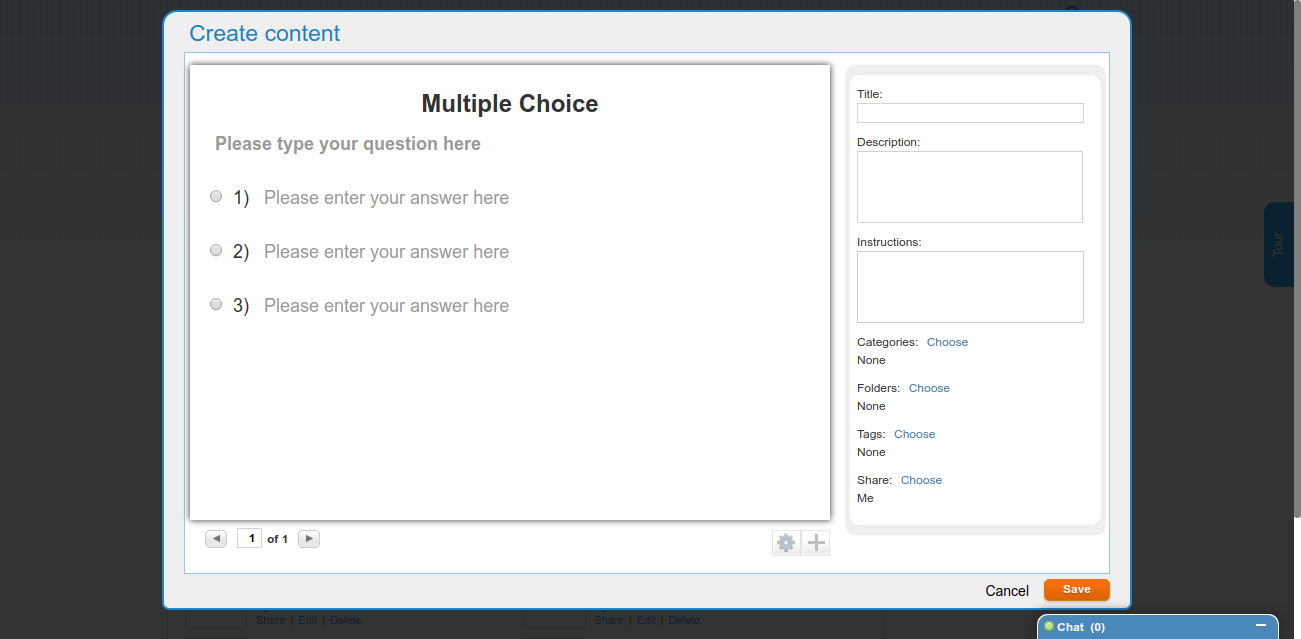 Create content
Multiple Choice
Please type your question here
1) Please enter your answer here
2) Please enter your answer here
3) Please enter your answer here
1 of 1
Title:
Description:
Instructions:
Categories: Choose
None
Folders: Choose
None
Tags: Choose
None
Share: Choose
Me
Cancel Save
Tour
Share | Edit | Delete Share | Edit | Delete
Chat (0)